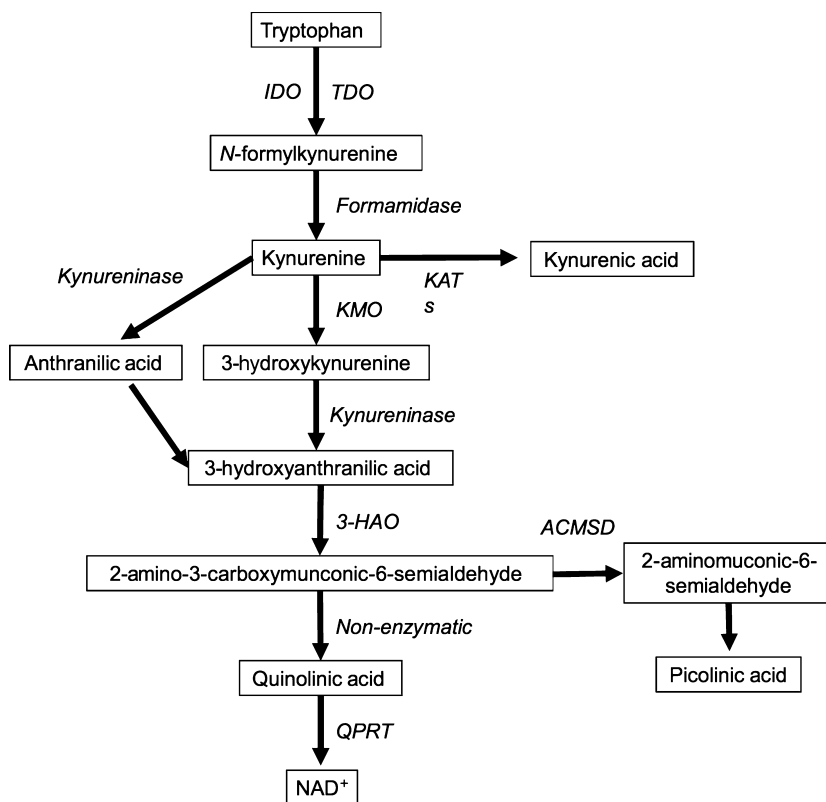 Tryptophan
IDO TDO
N-formylkynurenine
Formamidase
Kynurenine
Kynurenic acid
Kynureninase
KAT
s
KMO
Anthranilic acid
3-hydroxykynurenine
Kynureninase
3-hydroxyanthranilic acid
3-HAO
ACMSD
2-amino-3-carboxymunconic-6-semialdehyde
2-aminomuconic-6-
semialdehyde
Non-enzymatic
Quinolinic acid
Picolinic acid
QPRT
NAD⁺